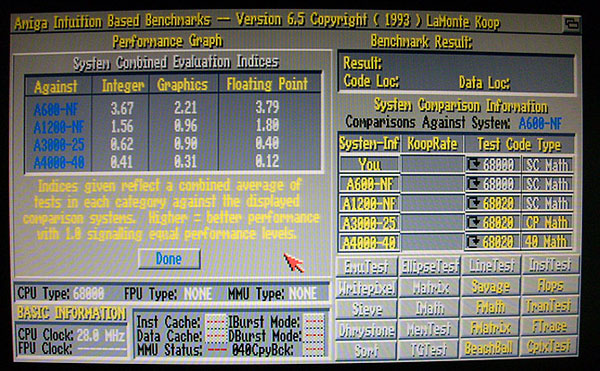 Amiga Intuition Based Benchmarks -- Version 6.5 Copyright ( 1993 ) LaMonte Koop
Performance Graph
System Combined Evaluation Indices
Against Integer Graphics Floating Point
A600-NF 3.67 2.21 3.79
A1200-NF 1.56 0.96 1.80
A3000-25 0.62 0.90 0.40
A4000-40 0.41 0.31 0.12
Indices given reflect a combined average of
tests in each category against the displayed
comparison systems. Higher = better performance
with 1.0 signalling equal performance levels.
Done
CPU Type: 68000 FPU Type: NONE MMU Type: NONE
BASIC INFORMATION
CPU Clock: 28.0 MHz
FPU Clock: ------
Inst Cache: --- IBurst Mode: ---
Data Cache: --- DBurst Mode: ---
MMU Status: --- 040CpyBck: ---
Benchmark Result:
Result:
Code Loc: Data Loc:
System Comparison Information
Comparisons Against System: A600-NF
System-Inf KoopRate Test Code Type
You 68000 SC Math
A600-NF 68000 SC Math
A1200-NF 68020 SC Math
A3000-25 68020 CP Math
A4000-40 68020 40 Math
EmuTest EllipseTest LineTest InstTest
Writepixel Matrix Savage Flops
Sieve IMath FMath TranTest
Dhrystone MemTest FMatrix FTrace
Sort TGTest BeachBall CplxTest